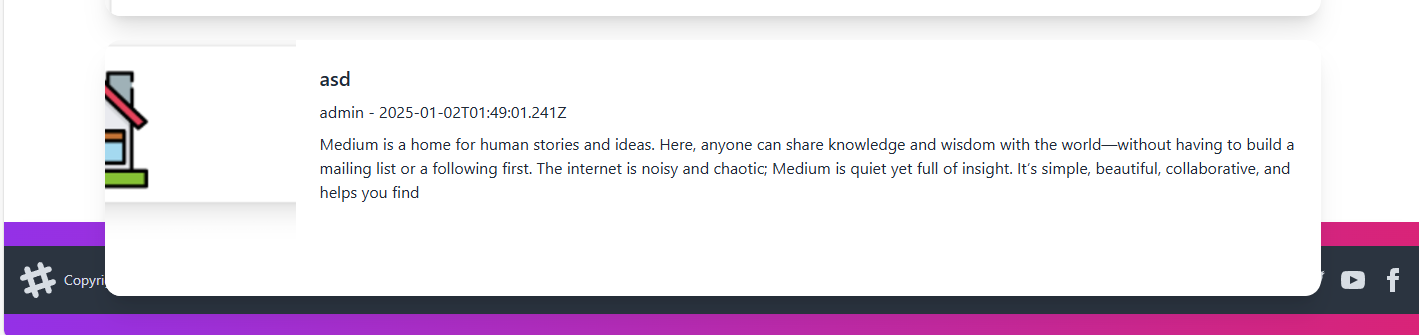 asd
admin - 2025-01-02T01:49:01.241Z
Medium is a home for human stories and ideas. Here, anyone can share knowledge and wisdom with the world—without having to build a
mailing list or a following first. The internet is noisy and chaotic; Medium is quiet yet full of insight. It’s simple, beautiful, collaborative, and
helps you find
Copyri